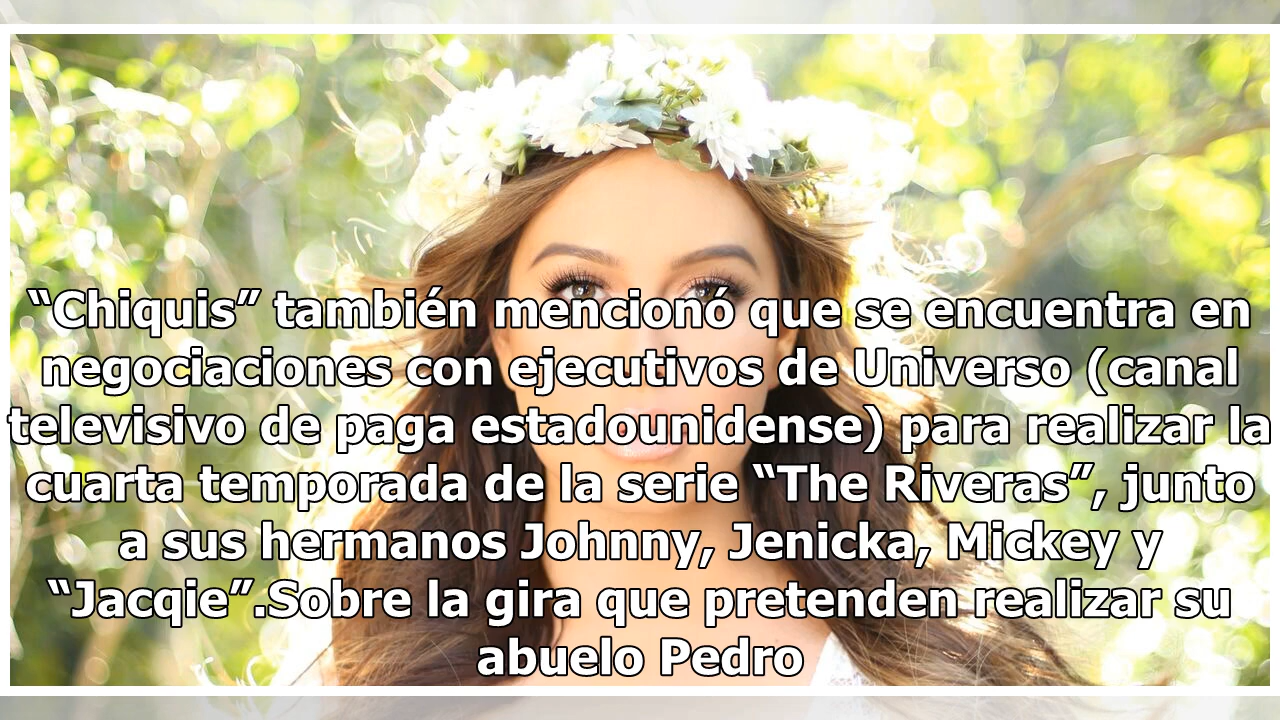 “Chiquis” también mencionó que se encuentra en
negociaciones con ejecutivos de Universo (canal
televisivo de paga estadounidense) para realizar la
cuarta temporada de la serie “The Riveras”, junto
a sus hermanos Johnny, Jenicka, Mickey y
“Jacqie”.Sobre la gira que pretenden realizar su
abuelo Pedro